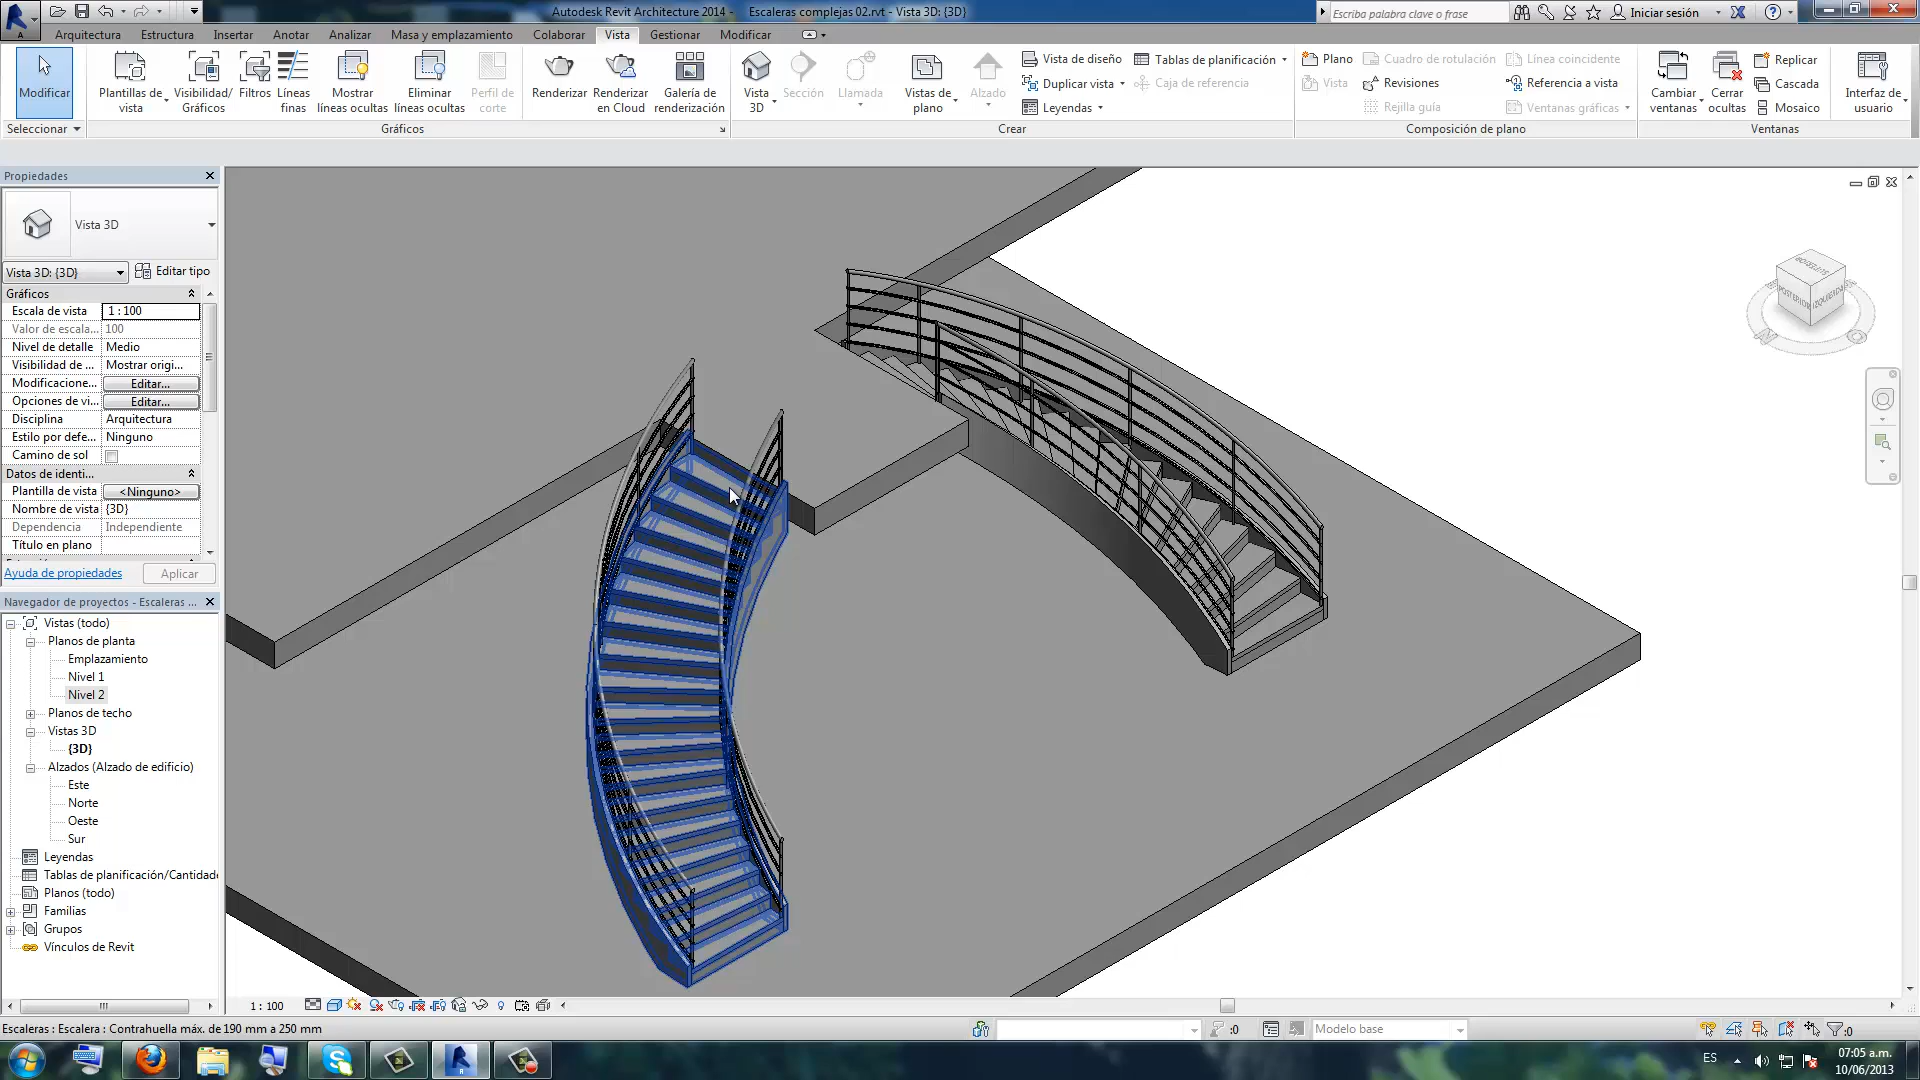 Autodesk Revit Architecture 2014 - Escaleras complejas 02.rvt - Vista 3D: {3D}
Escriba palabra clave o frase
Iniciar sesión
Arquitectura Estructura Insertar Anotar Analizar Masa y emplazamiento Colaborar Vista Gestionar Modificar
Modificar
Plantillas de vista
Visibilidad/ Gráficos
Filtros
Líneas finas
Mostrar líneas ocultas
Eliminar líneas ocultas
Perfil de corte
Renderizar
Renderizar en Cloud
Galería de renderización
Vista 3D
Sección
Llamada
Vistas de plano
Alzado
Vista de diseño
Duplicar vista
Leyendas
Tablas de planificación
Caja de referencia
Plano
Vista
Cuadro de rotulación
Revisiones
Rejilla guía
Línea coincidente
Referencia a vista
Ventanas gráficas
Cambiar ventanas
Cerrar ocultas
Replicar
Cascada
Mosaico
Interfaz de usuario
Seleccionar
Gráficos
Crear
Composición de plano
Ventanas
Propiedades
Vista 3D
Vista 3D: {3D}
Editar tipo
Gráficos
Escala de vista 1 : 100
Valor de escala... 100
Nivel de detalle Medio
Visibilidad de ... Mostrar origi...
Modificacione... Editar...
Opciones de vi... Editar...
Disciplina Arquitectura
Estilo por defe... Ninguno
Camino de sol
Datos de identi...
Plantilla de vista <Ninguno>
Nombre de vista {3D}
Dependencia Independiente
Título en plano
Ayuda de propiedades
Aplicar
Navegador de proyectos - Escaleras ...
Vistas (todo)
Planos de planta
Emplazamiento
Nivel 1
Nivel 2
Planos de techo
Vistas 3D
{3D}
Alzados (Alzado de edificio)
Este
Norte
Oeste
Sur
Leyendas
Tablas de planificación/Cantidade
Planos (todo)
Familias
Grupos
Vínculos de Revit
SUPERIOR
POSTERIOR
IZQUIERDA
N
O
1 : 100
Escaleras : Escalera : Contrahuella máx. de 190 mm a 250 mm
:0
Modelo base
:0
ES
07:05 a.m.
10/06/2013